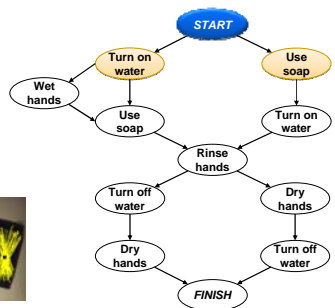 START
Turn on
water
Use
soap
Wet
hands
Use
soap
Turn on
water
Rinse
hands
Turn off
water
Dry
hands
Dry
hands
Turn off
water
FINISH